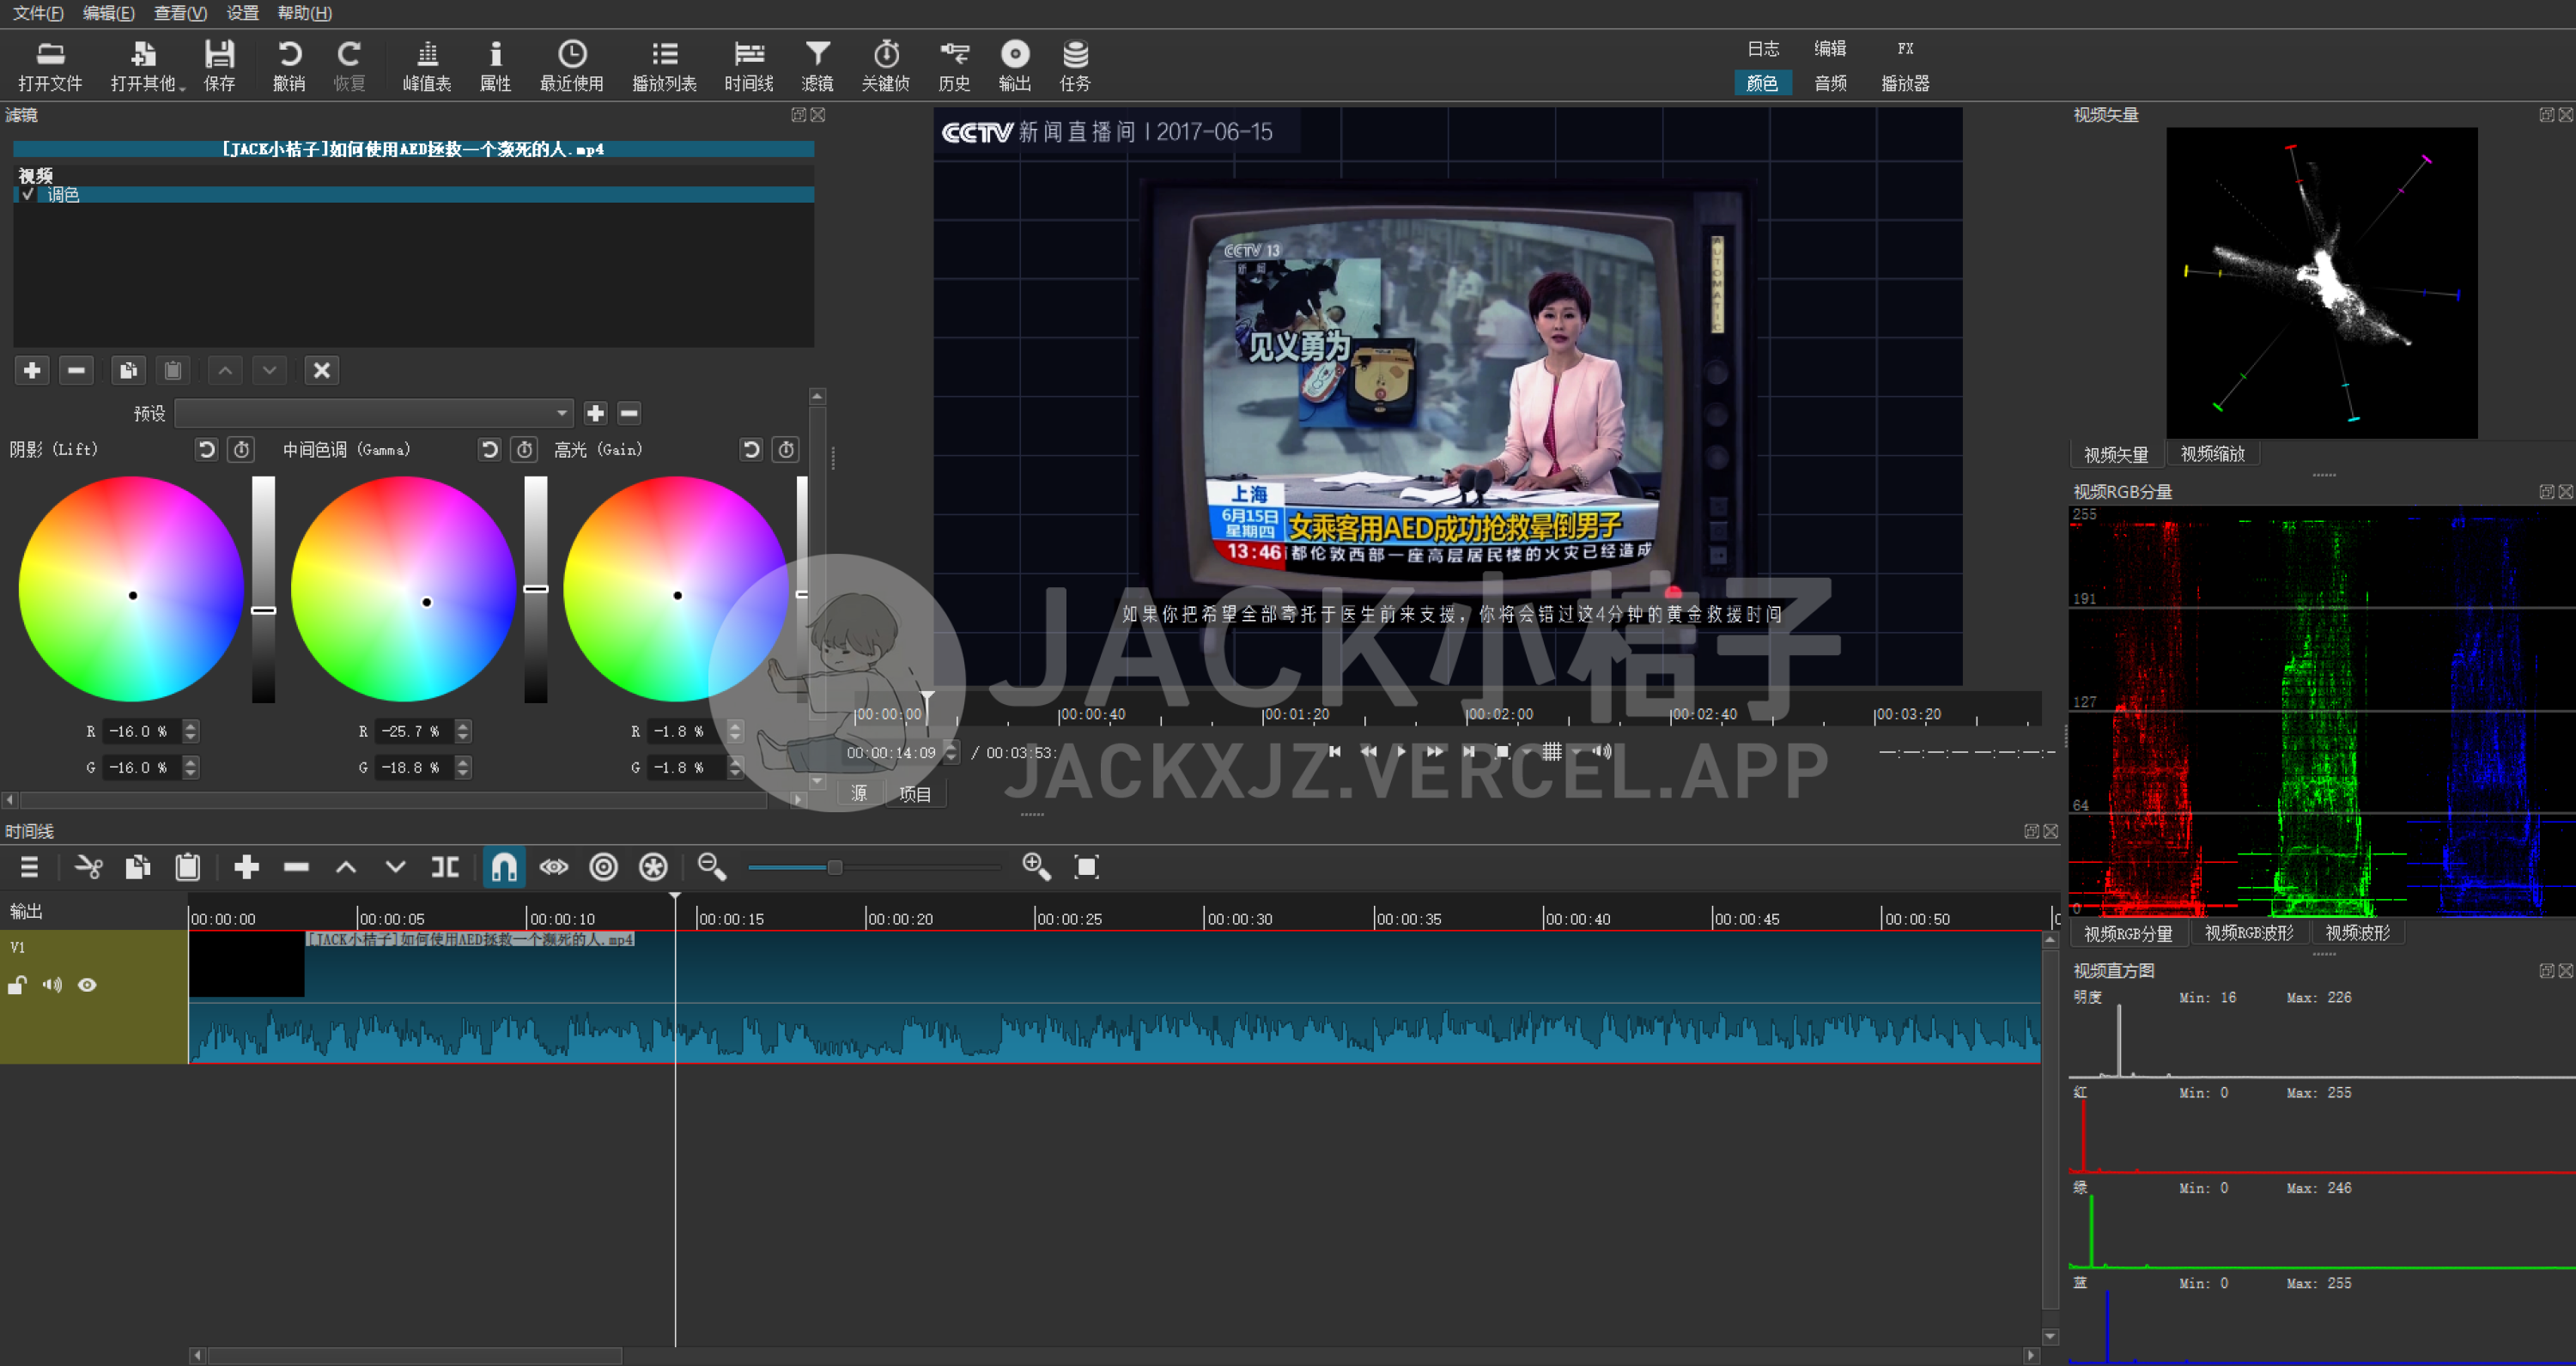 文件(F) 编辑(E) 查看(V) 设置 帮助(H)
打开文件 打开其他 保存 撤销 恢复 峰值表 属性 最近使用 播放列表 时间线 滤镜 关键侦 历史 输出 任务
日志 编辑 FX
颜色 音频 播放器
滤镜
[JACK小桔子]如何使用AED拯救一个濒死的人.mp4
视频
调色
预设
阴影 (Lift) 中间色调 (Gamma) 高光 (Gain)
R -16.0 % R -25.7 % R -1.8 %
G -16.0 % G -18.8 % G -1.8 %
CCTV 新闻直播间 | 2017-06-15
CCTV 13
新闻
AUTOMATIC
见义勇为
上海
6月15日
星期四
女乘客用AED成功抢救晕倒男子
13:46 都伦敦西部一座高层居民楼的火灾已经造成
如果你把希望全部寄托于医生前来支援，你将会错过这4分钟的黄金救援时间
JACK小桔子
JACKXJZ.VERCEL.APP
00:00:00 00:00:40 00:01:20 00:02:00 00:02:40 00:03:20
00:00:14:09 / 00:03:53: --:--:--:-- --:--:--:--
源 项目
视频矢量
视频矢量 视频缩放
视频RGB分量
255
191
127
64
0
视频RGB分量 视频RGB波形 视频波形
视频直方图
明度 Min: 16 Max: 226
红 Min: 0 Max: 255
绿 Min: 0 Max: 246
蓝 Min: 0 Max: 255
时间线
输出
00:00:00 00:00:05 00:00:10 00:00:15 00:00:20 00:00:25 00:00:30 00:00:35 00:00:40 00:00:45 00:00:50
V1
[JACK小桔子]如何使用AED拯救一个濒死的人.mp4